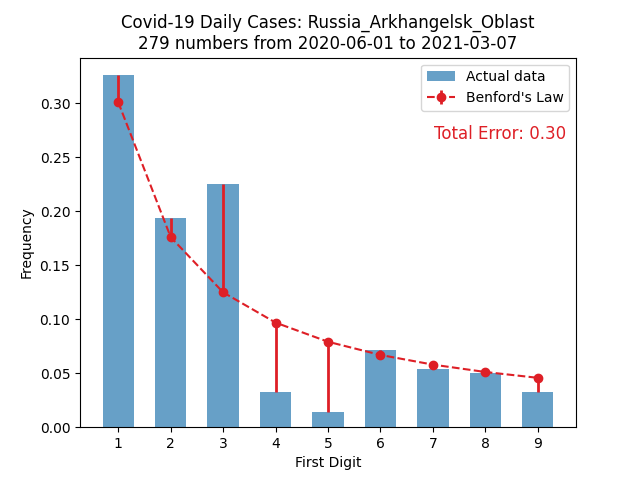 Covid-19 Daily Cases: Russia_Arkhangelsk_Oblast
279 numbers from 2020-06-01 to 2021-03-07
Actual data
Benford's Law
Total Error: 0.30
Frequency
0.30
0.25
0.20
0.15
0.10
0.05
0.00
1 2 3 4 5 6 7 8 9
First Digit